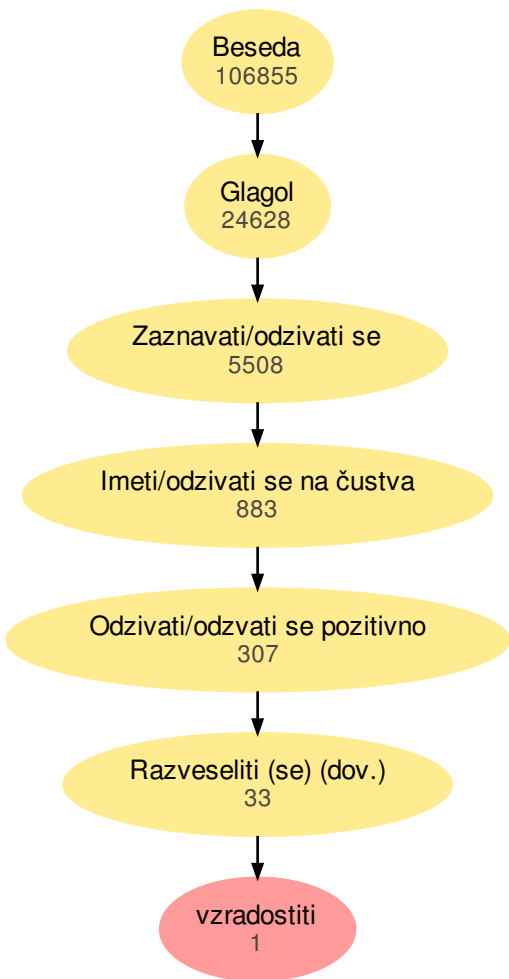 Beseda
106855
Glagol
24628
Zaznavati/odzivati se
5508
Imeti/odzivati se na čustva
883
Odzivati/odzvati se pozitivno
307
Razveseliti (se) (dov.)
33
vzradostiti
1